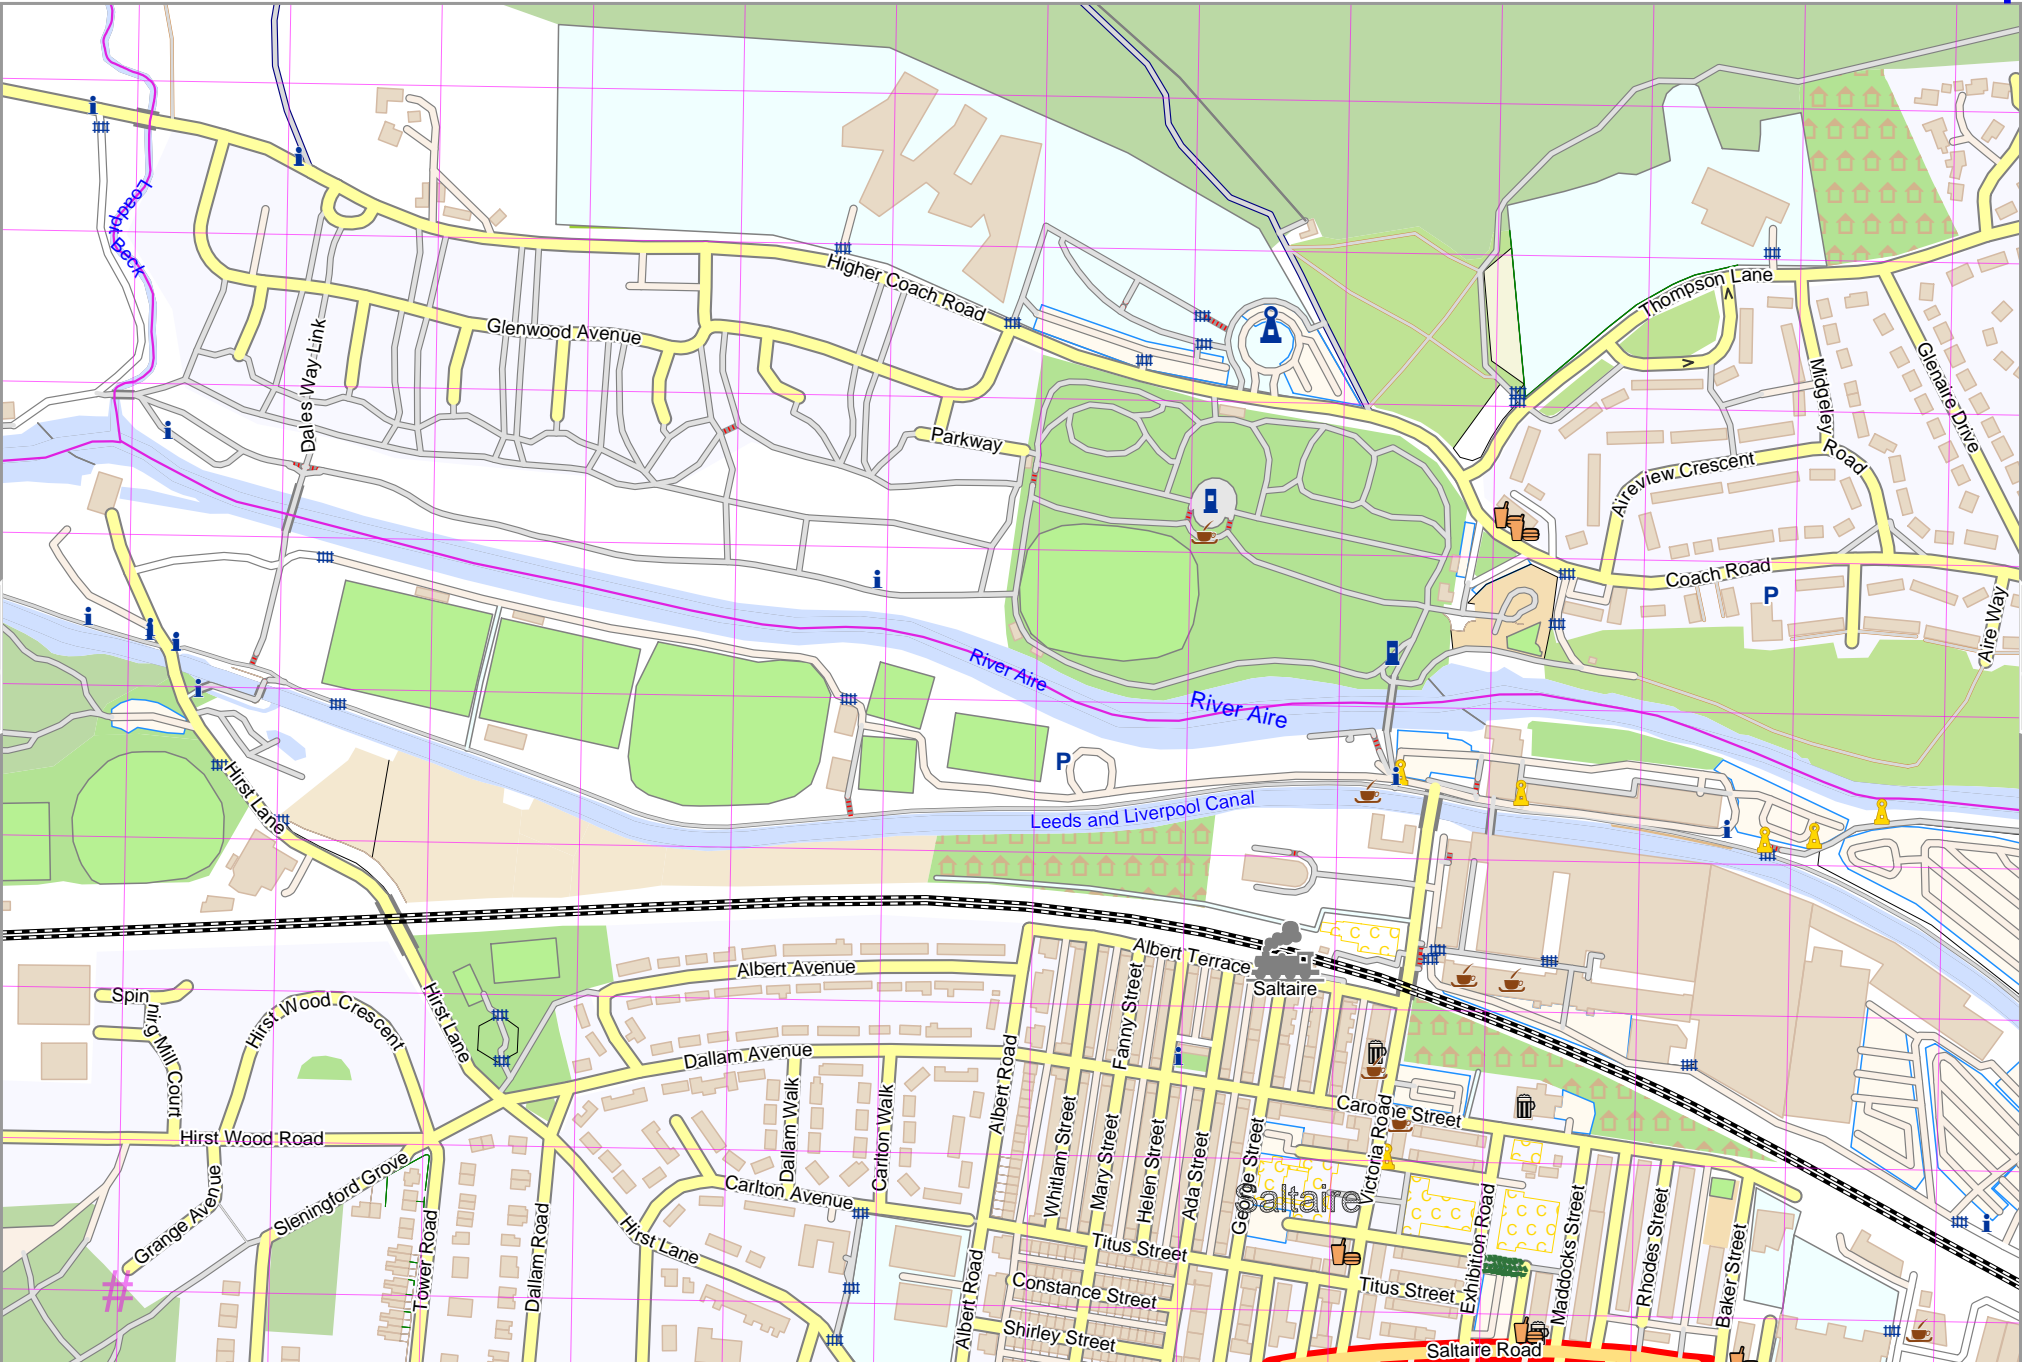 Loadpit
Beck
Higher Coach Road
Glenwood Avenue
Dales Way Link
Parkway
Thompson Lane
Midgeley
Road
Glenaire Drive
Aireview Crescent
Coach Road
P
Aire Way
River Aire
River Aire
P
Leeds and Liverpool Canal
Hirst Lane
Albert Terrace
Saltaire
Albert Avenue
Hirst Lane
Hirst Wood Crescent
Spinning Mill Court
Dallam Avenue
Albert Road
Fanny Street
Caroline Street
Victoria Road
Hirst Wood Road
Dallam Walk
Carlton Walk
Whitlam Street
Mary Street
Helen Street
Ada Street
George Street
Saltaire
Grange Avenue
Sleningford Grove
Carlton Avenue
Tower Road
Dallam Road
Hirst Lane
Titus Street
Albert Road
Constance Street
Titus Street
Exhibition Road
Maddocks Street
Rhodes Street
Baker Street
Shirley Street
Saltaire Road